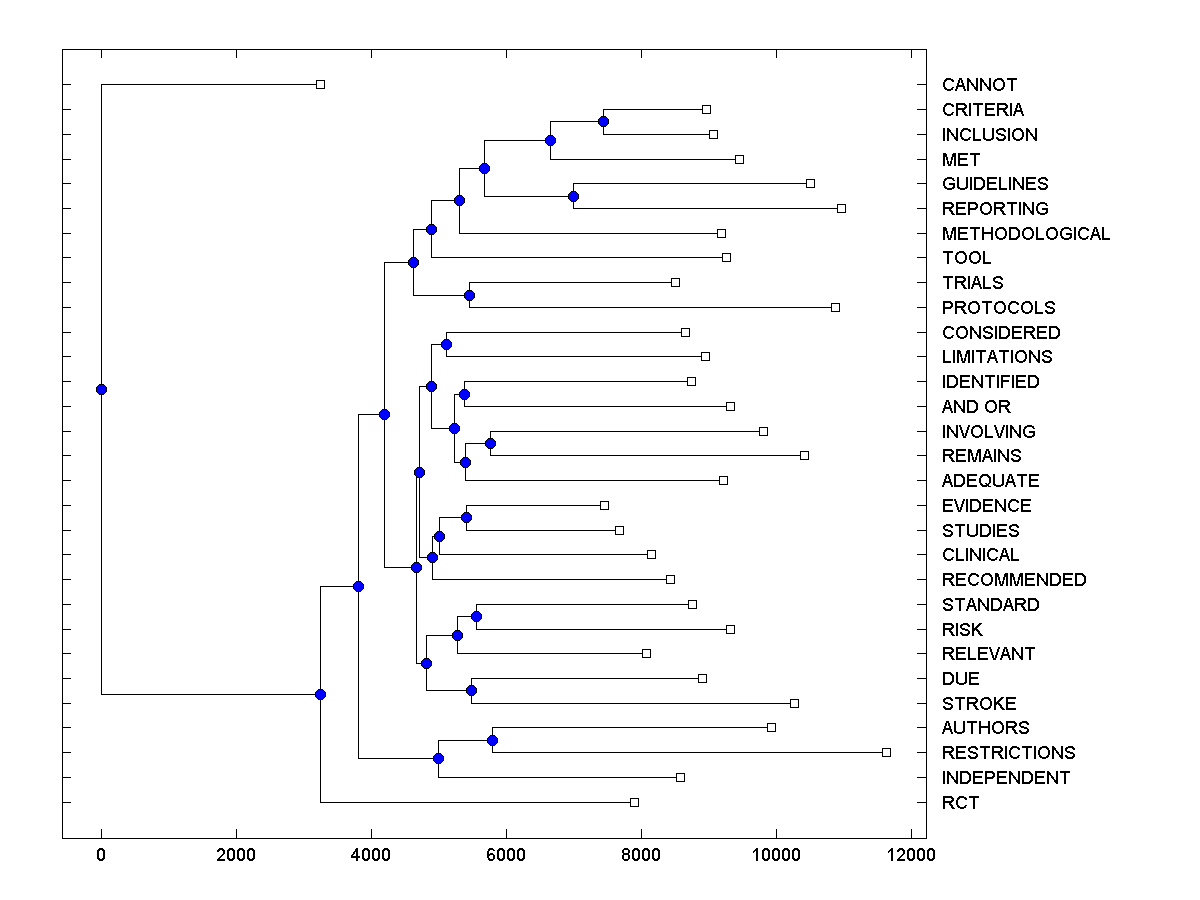 CANNOT
CRITERIA
INCLUSION
MET
GUIDELINES
REPORTING
METHODOLOGICAL
TOOL
TRIALS
PROTOCOLS
CONSIDERED
LIMITATIONS
IDENTIFIED
AND OR
INVOLVING
REMAINS
ADEQUATE
EVIDENCE
STUDIES
CLINICAL
RECOMMENDED
STANDARD
RISK
RELEVANT
DUE
STROKE
AUTHORS
RESTRICTIONS
INDEPENDENT
RCT
0 2000 4000 6000 8000 10000 12000